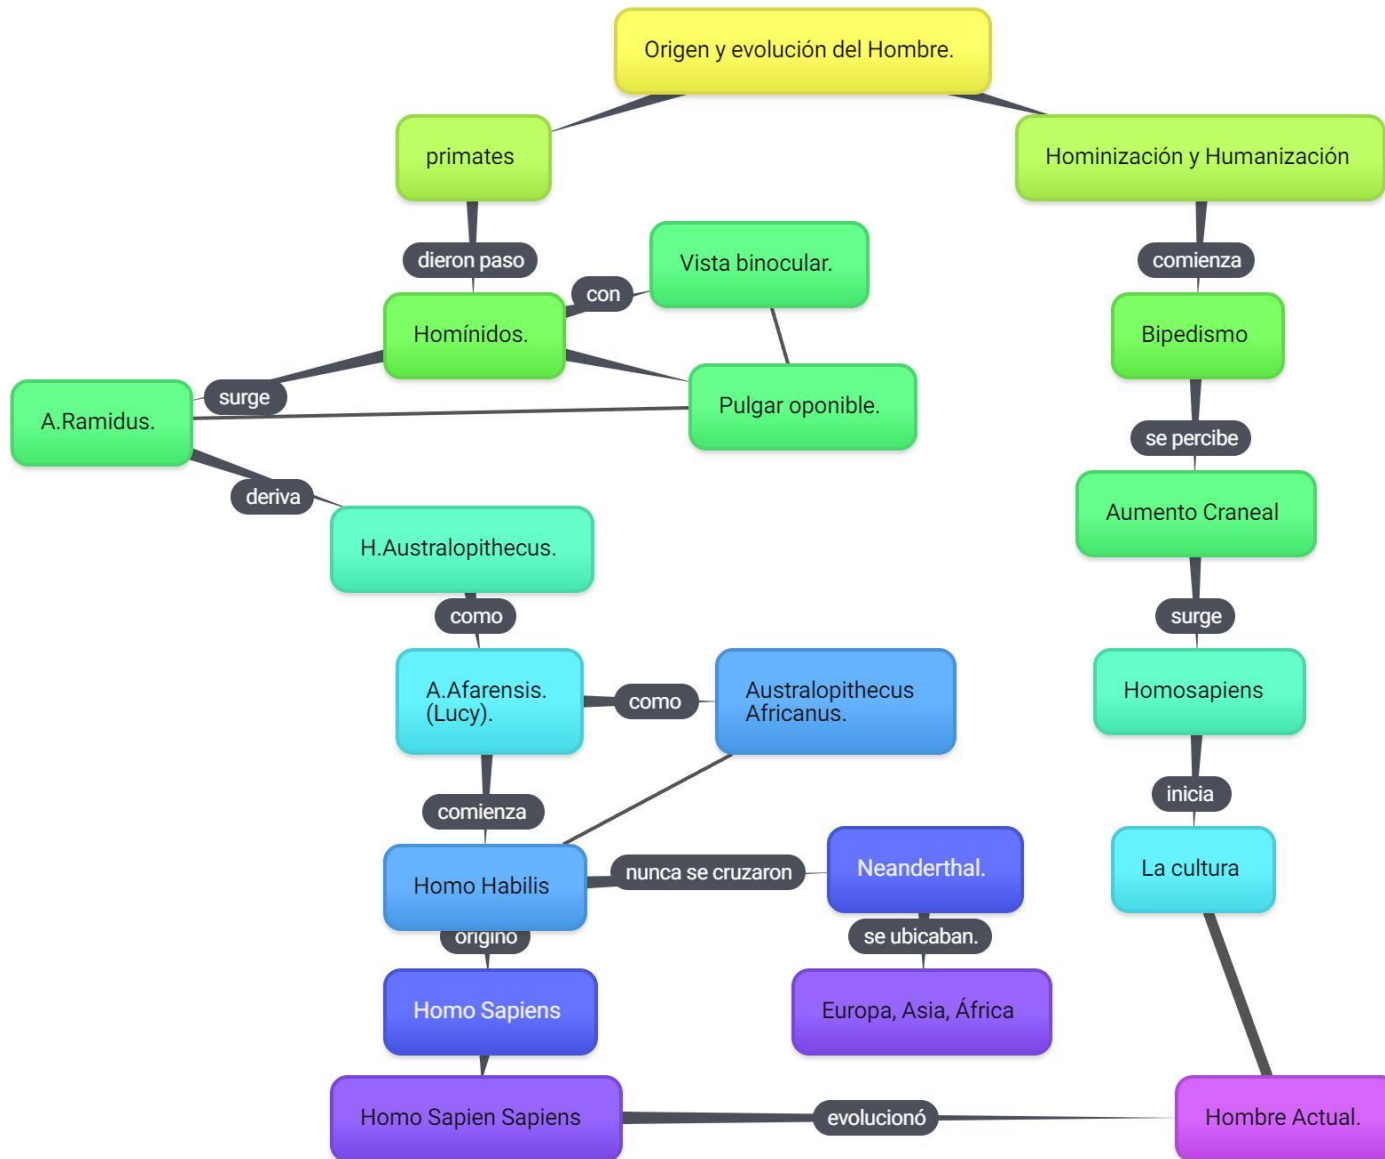 Origen y evolución del Hombre.
primates
Hominización y Humanización
dieron paso
comienza
Vista binocular.
con
Homínidos.
Bipedismo
surge
Pulgar oponible.
A.Ramidus.
se percibe
deriva
Aumento Craneal
H.Australopithecus.
como
surge
A.Afarensis.
(Lucy).
como
Australopithecus
Africanus.
Homosapiens
comienza
inicia
Homo Habilis
nunca se cruzaron
Neanderthal.
La cultura
origino
se ubicaban.
Homo Sapiens
Europa, Asia, África
Homo Sapien Sapiens
evolucionó
Hombre Actual.